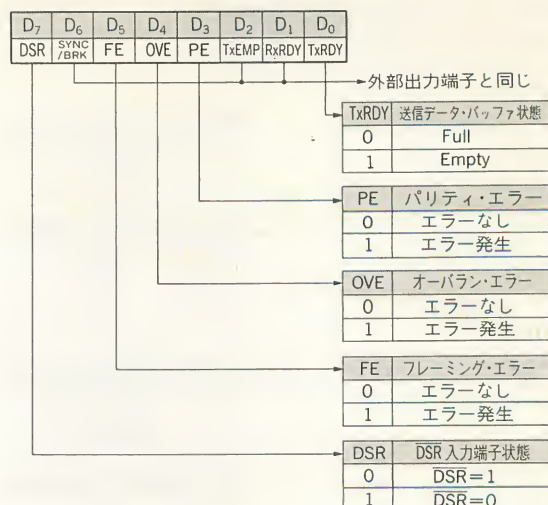 D₇ D₆ D₅ D₄ D₃ D₂ D₁ D₀
DSR SYNC/BRK FE OVE PE TxEMP RxRDY TxRDY
外部出力端子と同じ
TxRDY 送信データ・バッファ状態
0 Full
1 Empty
PE パリティ・エラー
0 エラーなし
1 エラー発生
OVE オーバラン・エラー
0 エラーなし
1 エラー発生
FE フレーミング・エラー
0 エラーなし
1 エラー発生
DSR D̅S̅R̅入力端子状態
0 D̅S̅R̅=1
1 D̅S̅R̅=0